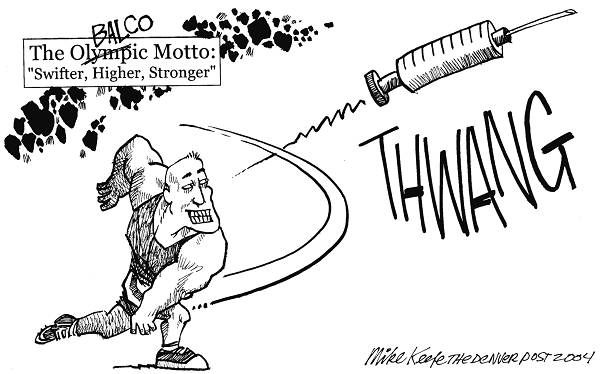 BALCO
The Olympic Motto:
"Swifter, Higher, Stronger"
THWANG
Mike Keefe THE DENVER POST 2004